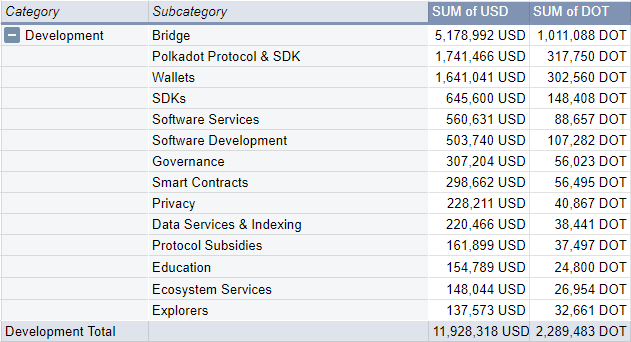 Category Subcategory SUM of USD SUM of DOT
Development Bridge 5,178,992 USD 1,011,088 DOT
Polkadot Protocol & SDK 1,741,466 USD 317,750 DOT
Wallets 1,641,041 USD 302,560 DOT
SDKs 645,600 USD 148,408 DOT
Software Services 560,631 USD 88,657 DOT
Software Development 503,740 USD 107,282 DOT
Governance 307,204 USD 56,023 DOT
Smart Contracts 298,662 USD 56,495 DOT
Privacy 228,211 USD 40,867 DOT
Data Services & Indexing 220,466 USD 38,441 DOT
Protocol Subsidies 161,899 USD 37,497 DOT
Education 154,789 USD 24,800 DOT
Ecosystem Services 148,044 USD 26,954 DOT
Explorers 137,573 USD 32,661 DOT
Development Total 11,928,318 USD 2,289,483 DOT